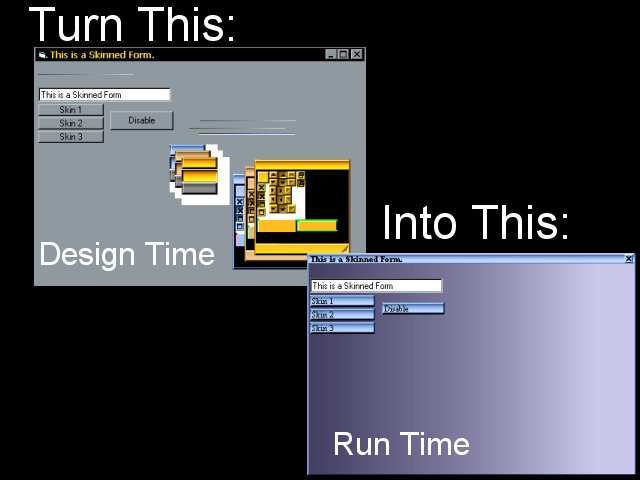 Turn This:
This is a Skinned Form.
This is a Skinned Form
Skin 1
Skin 2
Disable
Skin 3
Design Time
Into This:
This is a Skinned Form.
This is a Skinned Form
Skin 1
Disable
Skin 2
Skin 3
Run Time